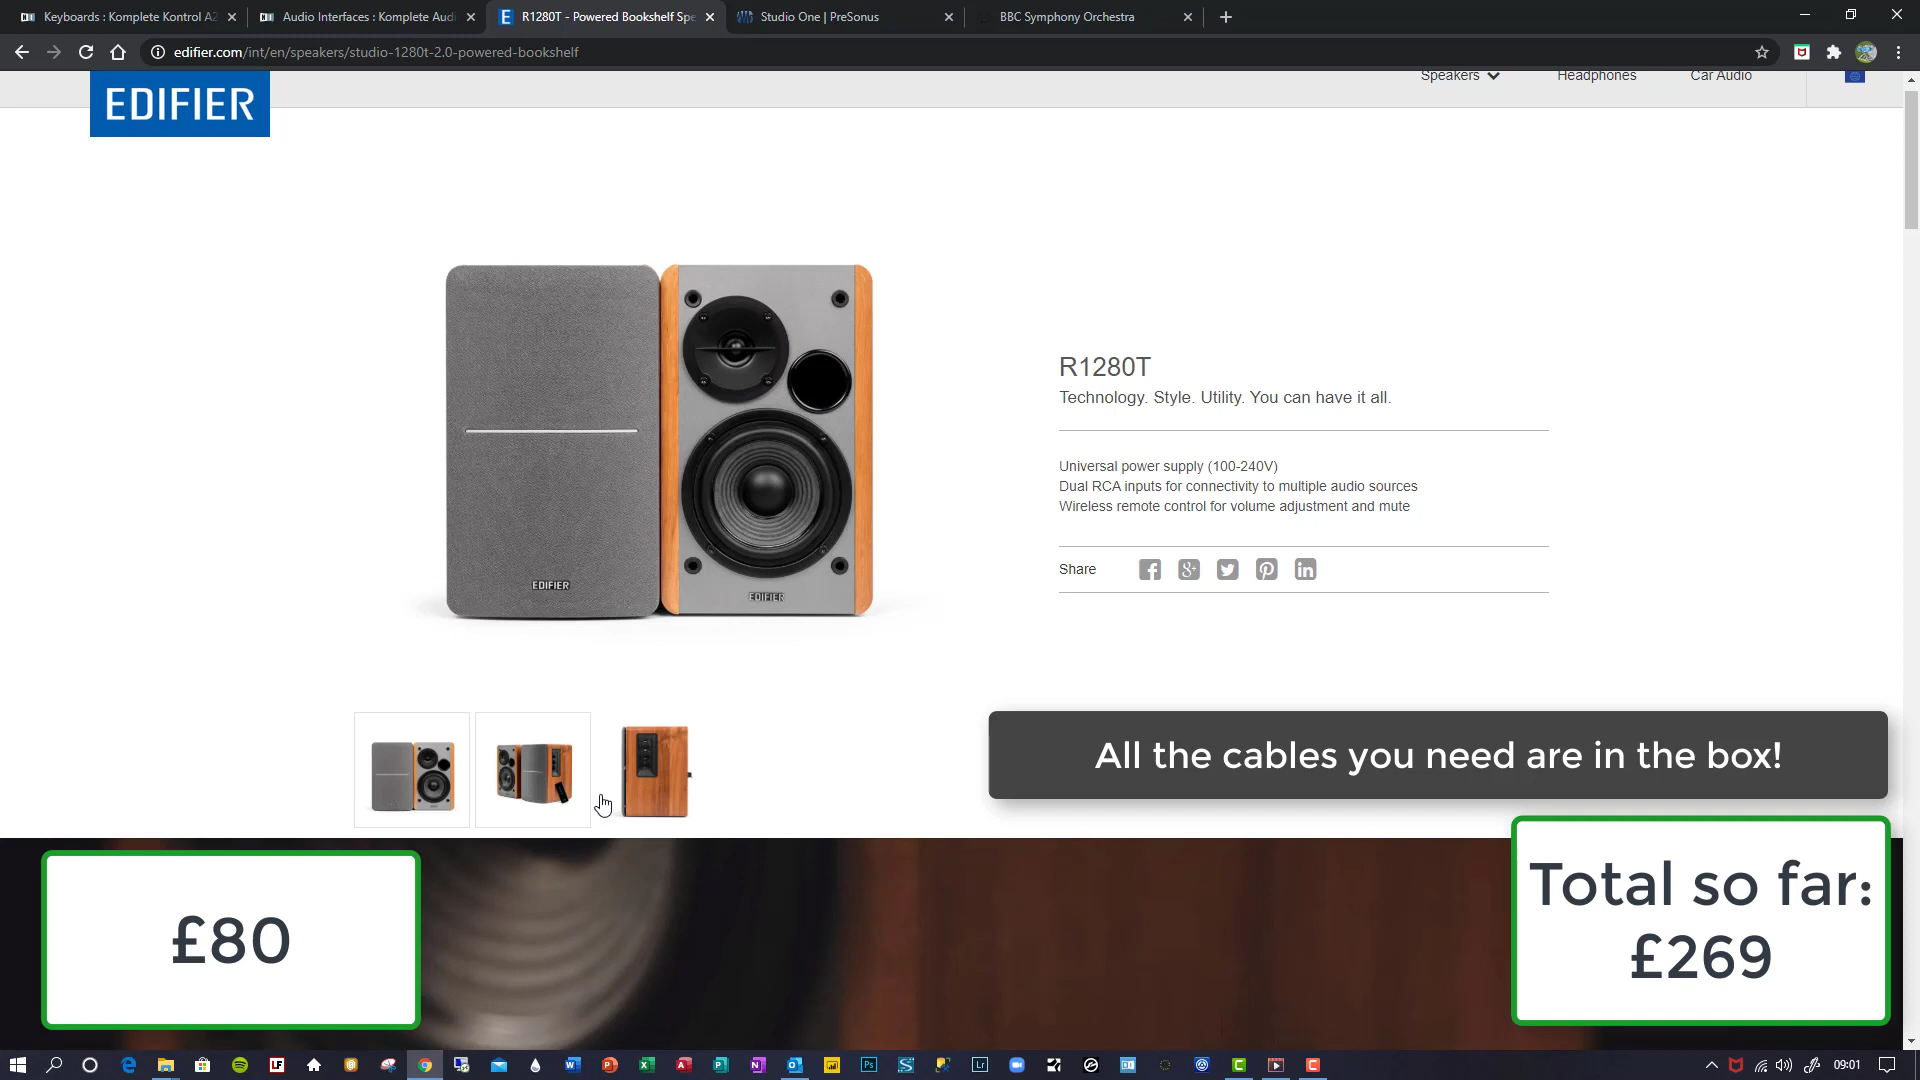 Keyboards : Komplete Kontrol A2
Audio Interfaces : Komplete Audi
R1280T - Powered Bookshelf Spe
Studio One | PreSonus
BBC Symphony Orchestra
edifier.com/int/en/speakers/studio-1280t-2.0-powered-bookshelf
EDIFIER
Speakers
Headphones
Car Audio
EDIFIER
EDIFIER
R1280T
Technology. Style. Utility. You can have it all.
Universal power supply (100-240V)
Dual RCA inputs for connectivity to multiple audio sources
Wireless remote control for volume adjustment and mute
Share
All the cables you need are in the box!
£80
Total so far:
£269
09:01